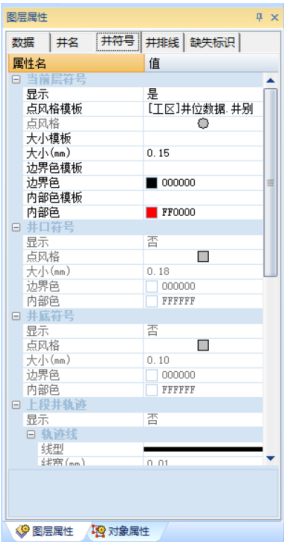 图层属性
数据 井名 井符号 井排线 缺失标识
属性名 值
当前层符号
显示 是
点风格模板 [工区]井位数据.井别
点风格
大小模板
大小(mm) 0.15
边界色模板
边界色 000000
内部色模板
内部色 FF0000
井口符号
显示 否
点风格
大小(mm) 0.18
边界色 000000
内部色 FFFFFF
井底符号
显示 否
点风格
大小(mm) 0.10
边界色 000000
内部色 FFFFFF
上段井轨迹
显示 否
轨迹线
线型
线宽(mm) 0.01
图层属性 对象属性